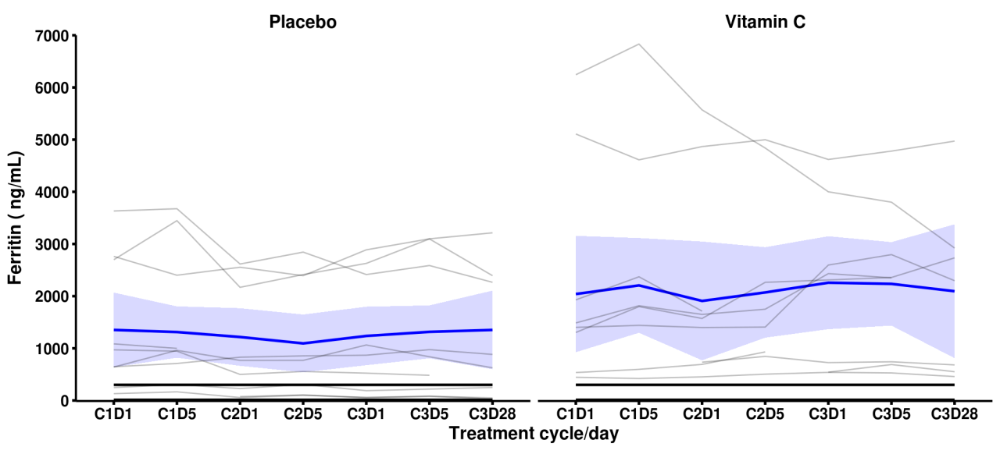 Placebo
Vitamin C
Ferritin ( ng/mL)
7000
6000
5000
4000
3000
2000
1000
0
C1D1 C1D5 C2D1 C2D5 C3D1 C3D5 C3D28
C1D1 C1D5 C2D1 C2D5 C3D1 C3D5 C3D28
Treatment cycle/day